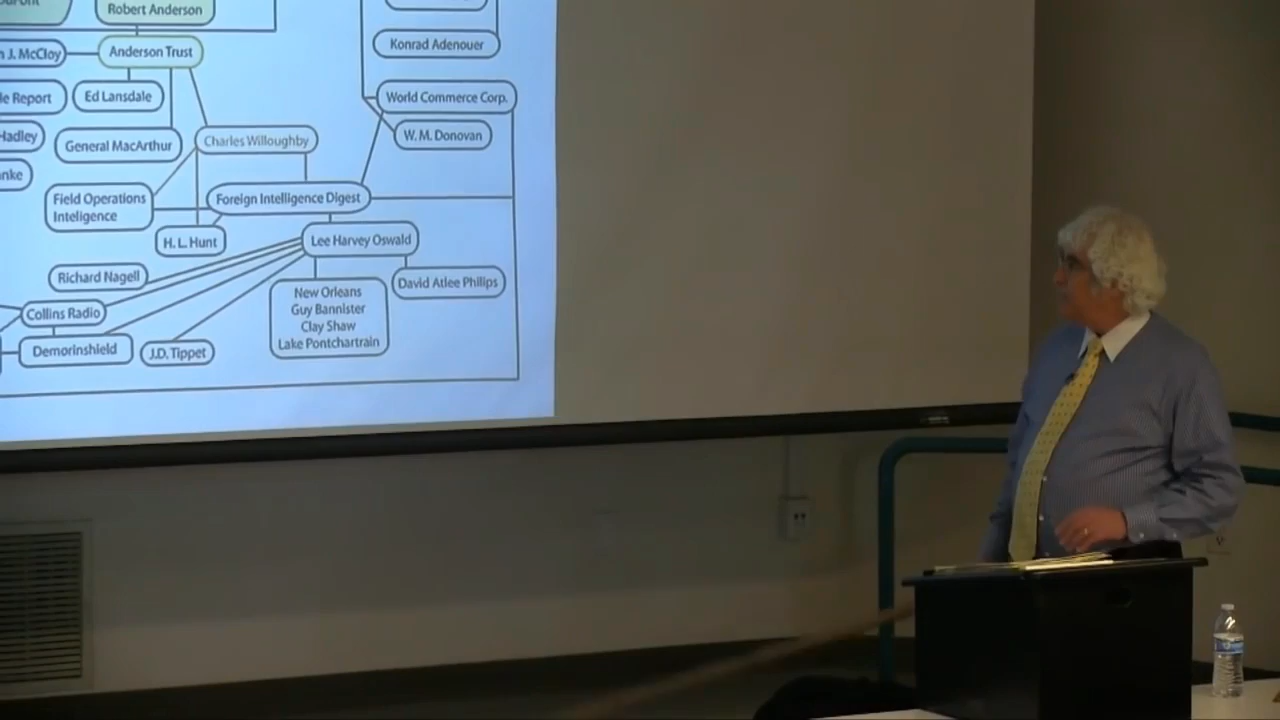 Robert Anderson
J. McCloy
Anderson Trust
Konrad Adenouer
Report
Ed Lansdale
World Commerce Corp.
General MacArthur
Charles Willoughby
W. M. Donovan
Field Operations
Inteligence
Foreign Intelligence Digest
H. L. Hunt
Lee Harvey Oswald
Richard Nagell
David Atlee Philips
Collins Radio
New Orleans
Guy Bannister
Clay Shaw
Lake Pontchartrain
Demorinshield
J.D. Tippet